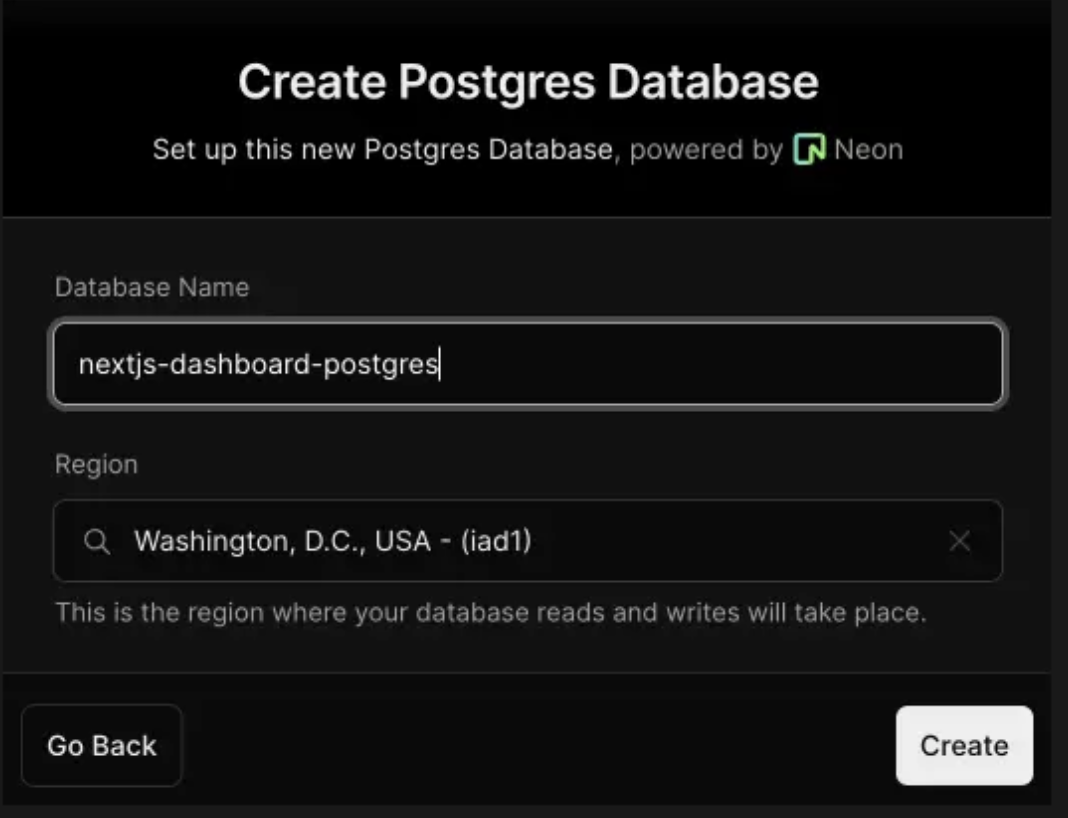 Create Postgres Database
Set up this new Postgres Database, powered by Neon
Database Name
nextjs-dashboard-postgres
Region
Washington, D.C., USA - (iad1)
This is the region where your database reads and writes will take place.
Go Back
Create